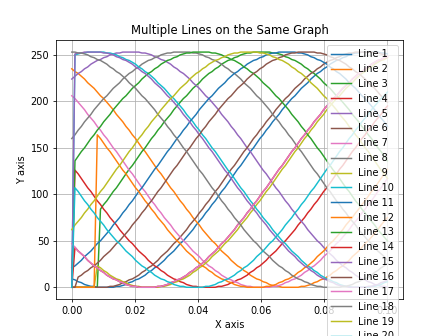 Multiple Lines on the Same Graph
Y axis
250
200
150
100
50
0
0.00
0.02
0.04
0.06
X axis
Line 1
Line 2
Line 3
Line 4
Line 5
Line 6
Line 7
Line 8
Line 9
Line 10
Line 11
Line 12
Line 13
Line 14
Line 15
Line 16
Line 17
Line 18
Line 19